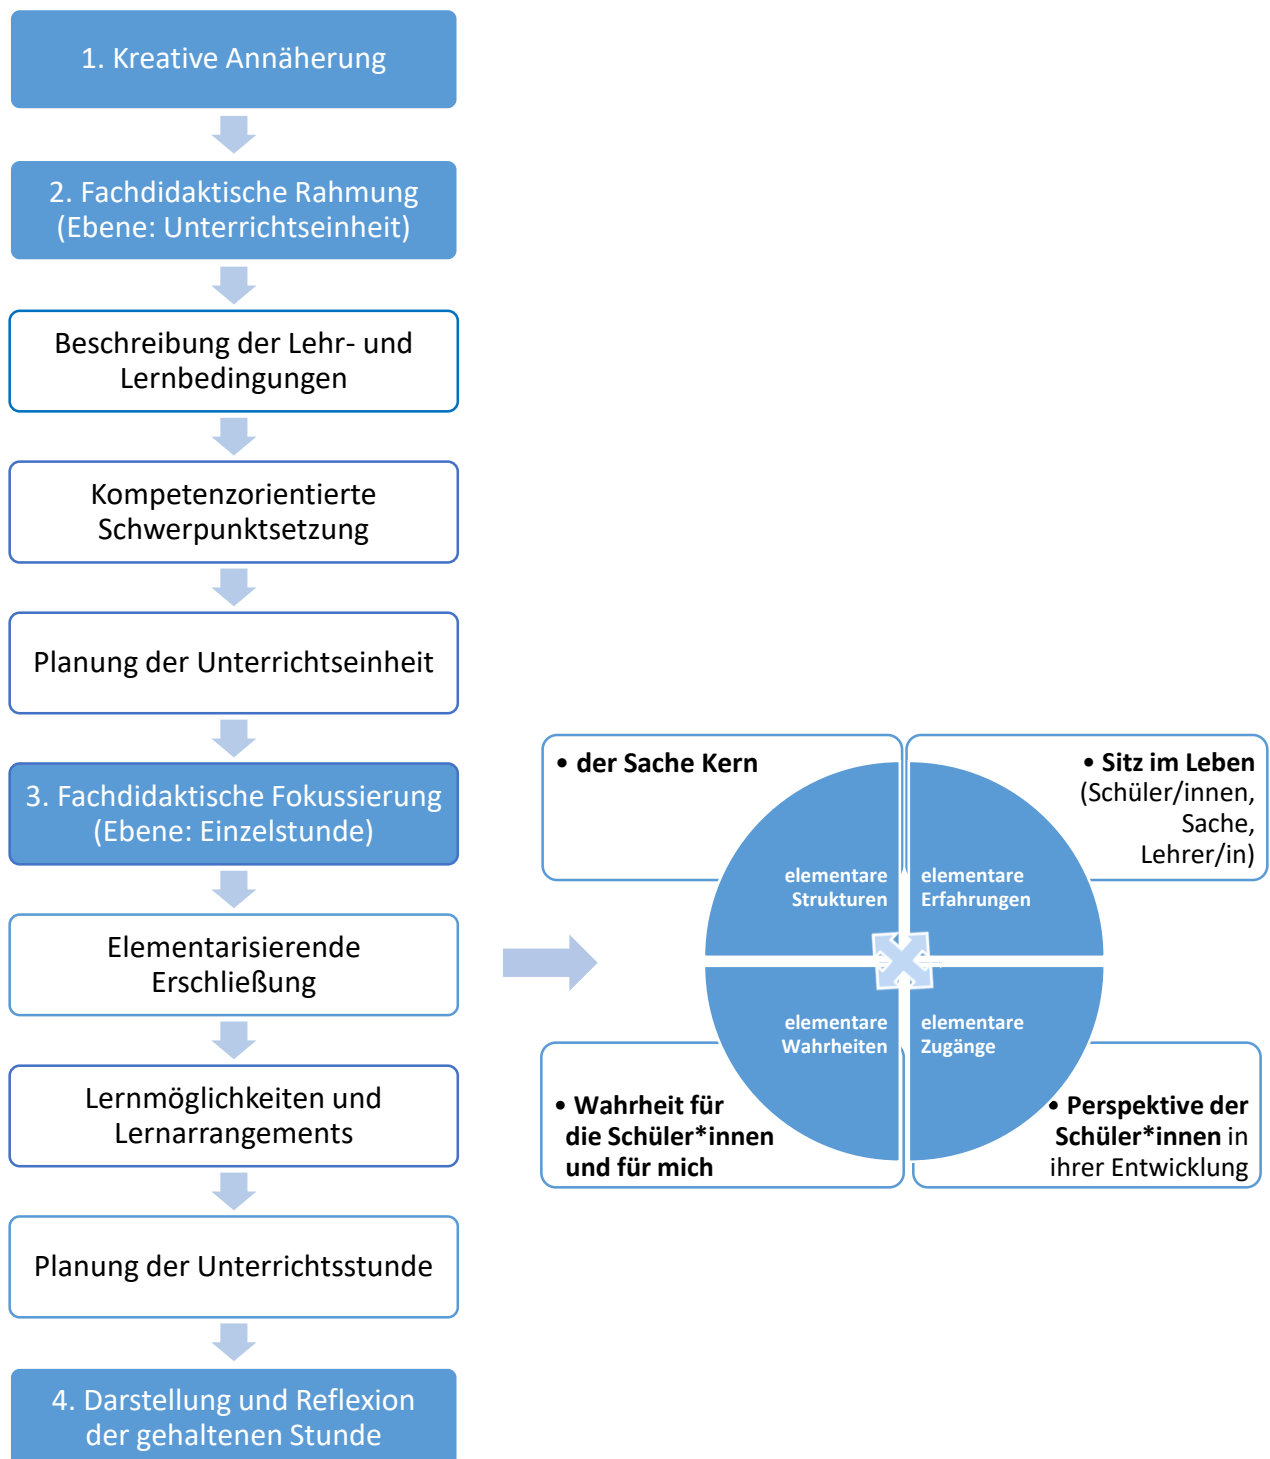 1. Kreative Annäherung
2. Fachdidaktische Rahmung
(Ebene: Unterrichtseinheit)
Beschreibung der Lehr- und
Lernbedingungen
Kompetenzorientierte
Schwerpunktsetzung
Planung der Unterrichtseinheit
3. Fachdidaktische Fokussierung
(Ebene: Einzelstunde)
Elementarisierende
Erschließung
Lernmöglichkeiten und
Lernarrangements
Planung der Unterrichtsstunde
4. Darstellung und Reflexion
der gehaltenen Stunde
• der Sache Kern
• Sitz im Leben
(Schüler/innen,
Sache,
Lehrer/in)
elementare
Strukturen
elementare
Erfahrungen
elementare
Wahrheiten
elementare
Zugänge
• Wahrheit für
die Schüler*innen
und für mich
• Perspektive der
Schüler*innen in
ihrer Entwicklung